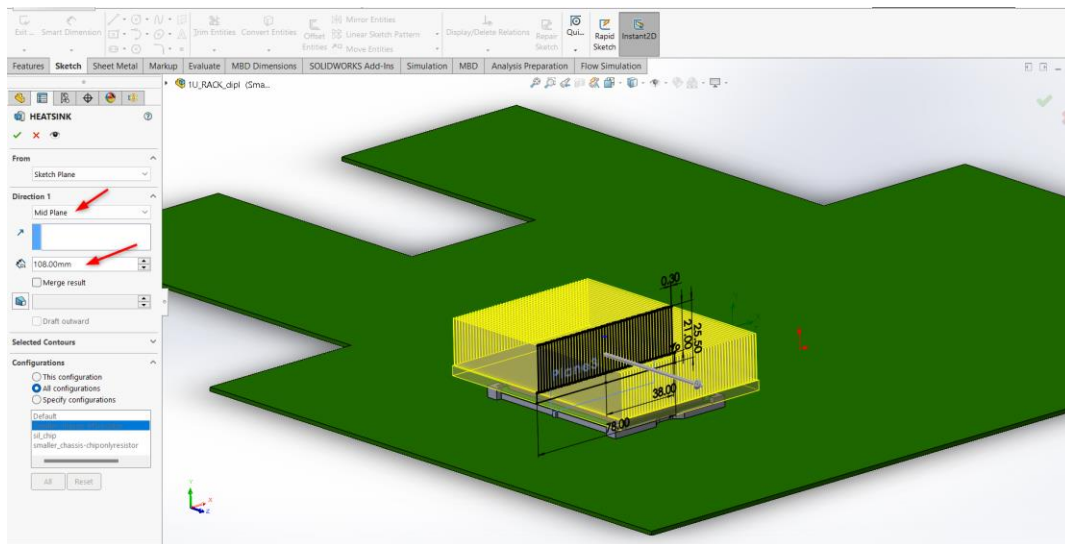 Exit... Smart Dimension Trim Entities Convert Entities Offset Entities Mirror Entities Display/Delete Relations Repair Sketch Qui... Rapid Sketch Instant2D
Linear Sketch Pattern
Move Entities
Features Sketch Sheet Metal Markup Evaluate MBD Dimensions SOLIDWORKS Add-Ins Simulation MBD Analysis Preparation Flow Simulation
1U_RACK_dipl (Sma...
HEATSINK
From
Sketch Plane
Direction 1
Mid Plane
108.00mm
Merge result
Draft outward
Selected Contours
Configurations
This configuration
All configurations
Specify configurations
Default
sil_chip
smaller_chassis-chiponlyresistor
All Reset
0.30
25.50
21.00
Plano3
38.00
78.00
Y
X
Z